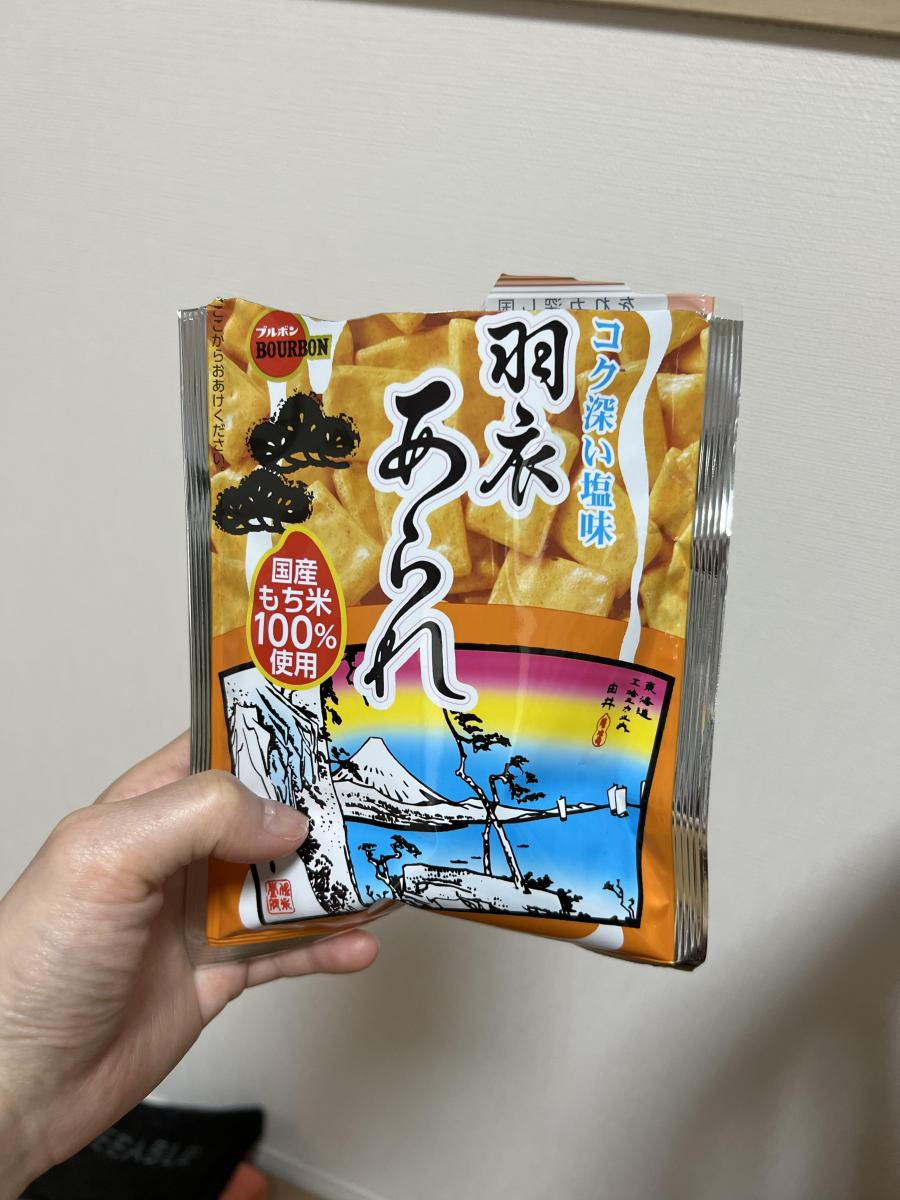 ブルボン
BOURBON
ここからおあけください。
コク深い塩味
羽衣
あられ
国産
もち米
100%
使用
東海道
由井